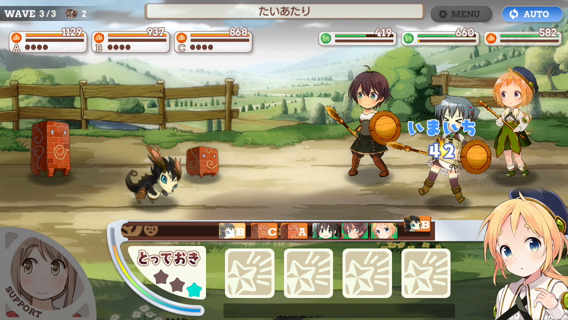 WAVE 3/3 2
たいあたり
MENU
AUTO
1129
937
868
419
660
582
A
B
C
いまいち
42
B
C
A
B
とっておき
SUPPORT